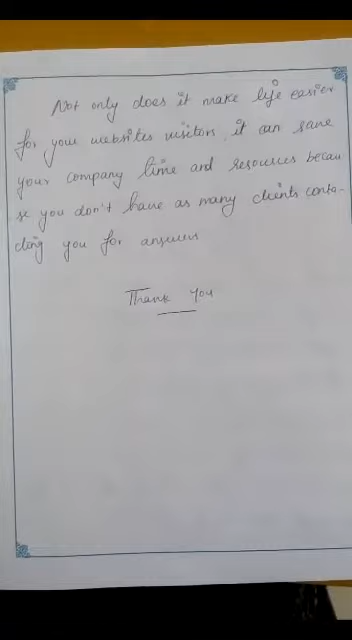 Not only does it make life easier
for your websites visitors, it can save
your company time and resources becau
se you don't have as many clients conta-
cting you for answers
Thank You